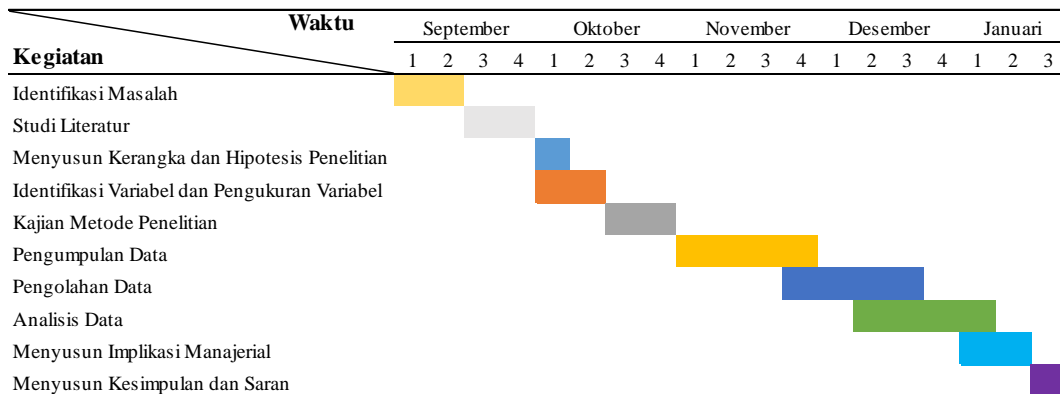 Waktu
September Oktober November Desember Januari
Kegiatan
1 2 3 4 1 2 3 4 1 2 3 4 1 2 3 4 1 2 3
Identifikasi Masalah
Studi Literatur
Menyusun Kerangka dan Hipotesis Penelitian
Identifikasi Variabel dan Pengukuran Variabel
Kajian Metode Penelitian
Pengumpulan Data
Pengolahan Data
Analisis Data
Menyusun Implikasi Manajerial
Menyusun Kesimpulan dan Saran